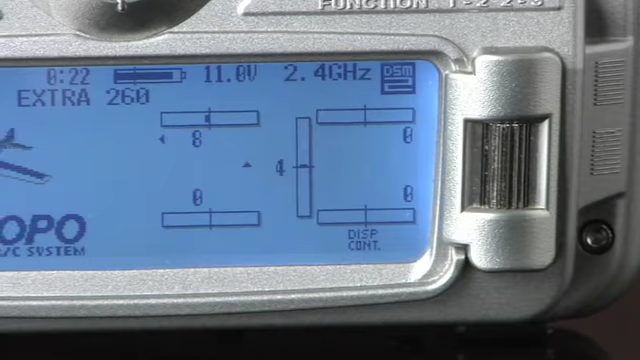 FUNCTION 1-2 2-3
0:22 11.0V 2.4GHz DSM 2
EXTRA 260
8 0
4
0 0
OPO
/C SYSTEM
DISP
CONT.